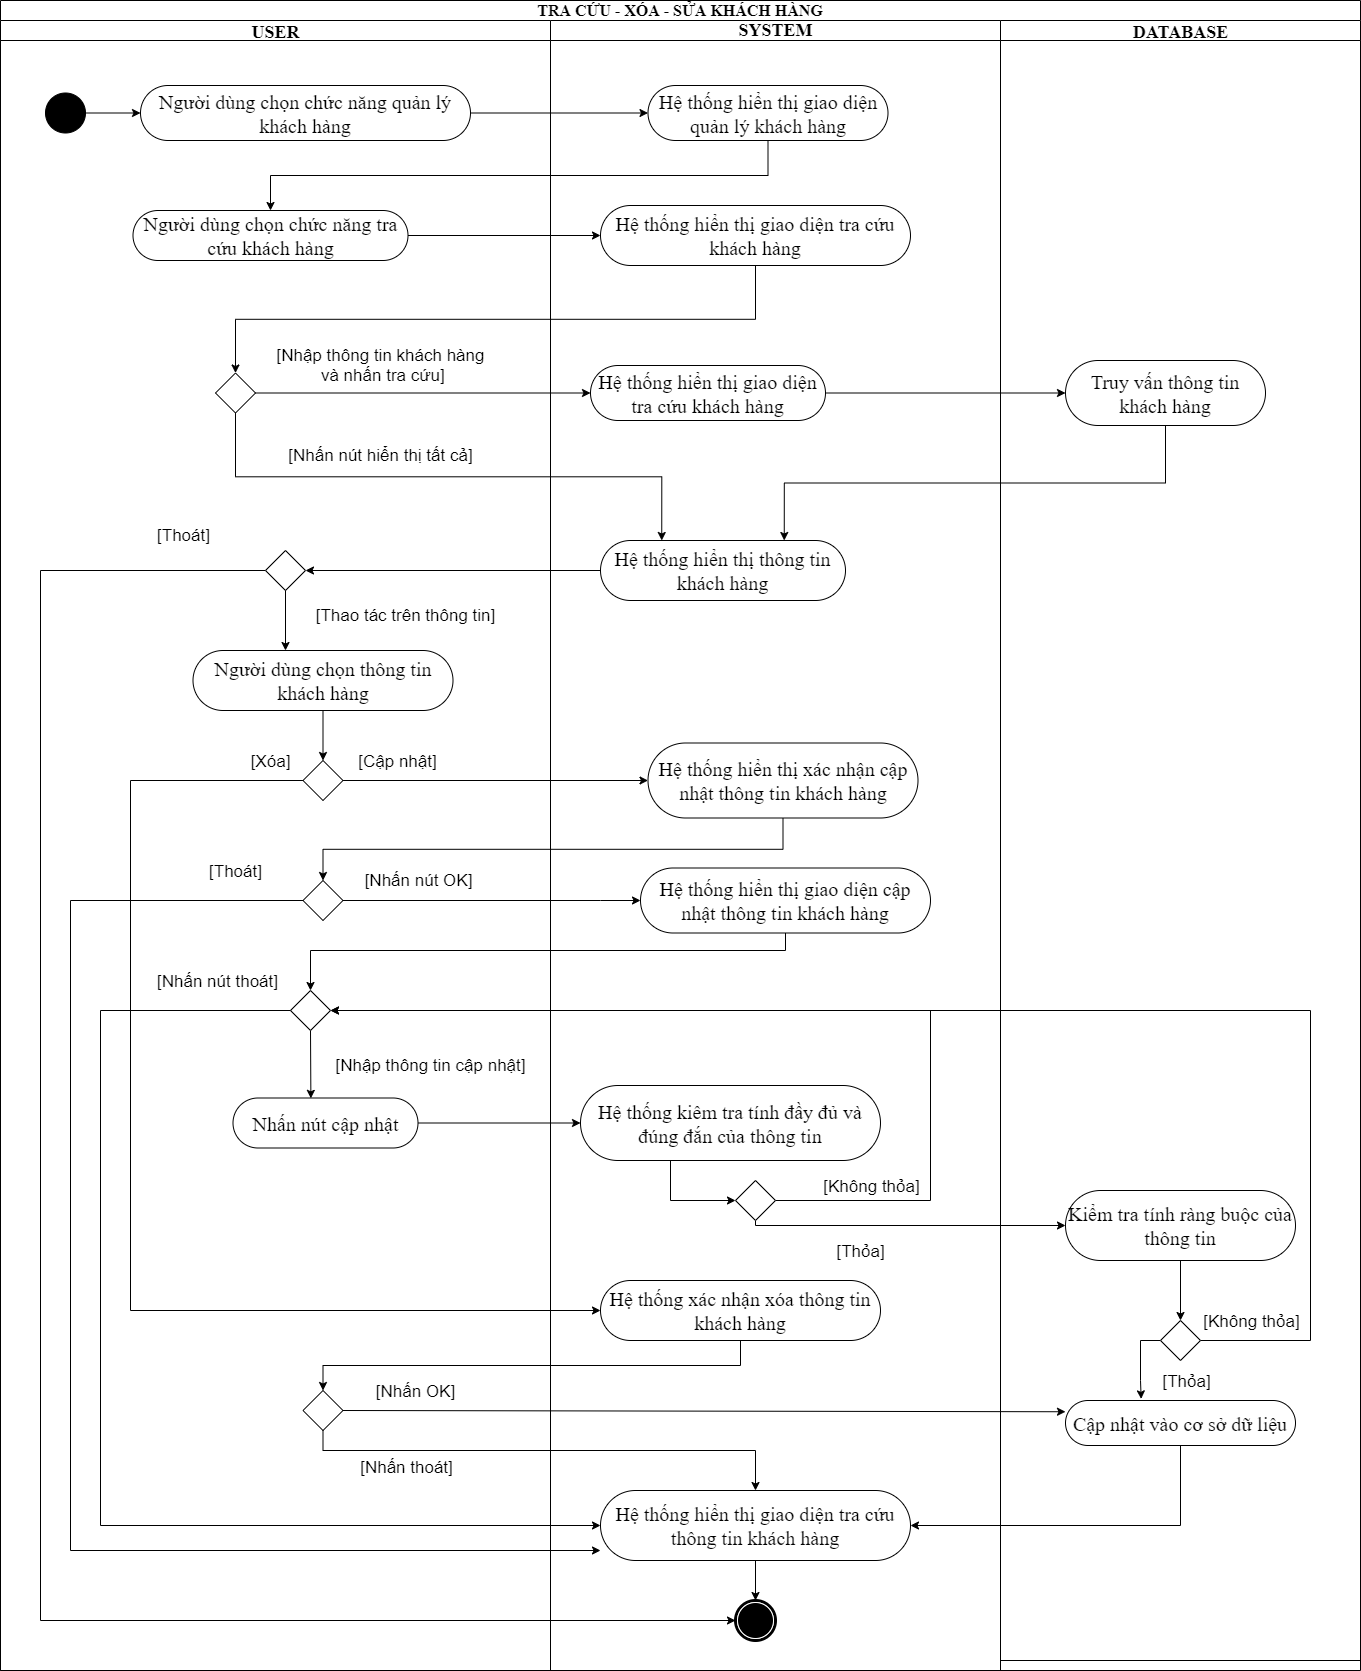 TRA CỨU - XÓA - SỬA KHÁCH HÀNG
USER
SYSTEM
DATABASE
Người dùng chọn chức năng quản lý
khách hàng
Hệ thống hiển thị giao diện
quản lý khách hàng
Người dùng chọn chức năng tra
cứu khách hàng
Hệ thống hiển thị giao diện tra cứu
khách hàng
[Nhập thông tin khách hàng
và nhấn tra cứu]
Hệ thống hiển thị giao diện
tra cứu khách hàng
Truy vấn thông tin
khách hàng
[Nhấn nút hiển thị tất cả]
[Thoát]
Hệ thống hiển thị thông tin
khách hàng
[Thao tác trên thông tin]
Người dùng chọn thông tin
khách hàng
[Xóa]
[Cập nhật]
Hệ thống hiển thị xác nhận cập
nhật thông tin khách hàng
[Thoát]
[Nhấn nút OK]
Hệ thống hiển thị giao diện cập
nhật thông tin khách hàng
[Nhấn nút thoát]
[Nhập thông tin cập nhật]
Nhấn nút cập nhật
Hệ thống kiêm tra tính đầy đủ và
đúng đắn của thông tin
[Không thỏa]
[Thỏa]
Kiểm tra tính ràng buộc của
thông tin
Hệ thống xác nhận xóa thông tin
khách hàng
[Không thỏa]
[Thỏa]
[Nhấn OK]
Cập nhật vào cơ sở dữ liệu
[Nhấn thoát]
Hệ thống hiển thị giao diện tra cứu
thông tin khách hàng